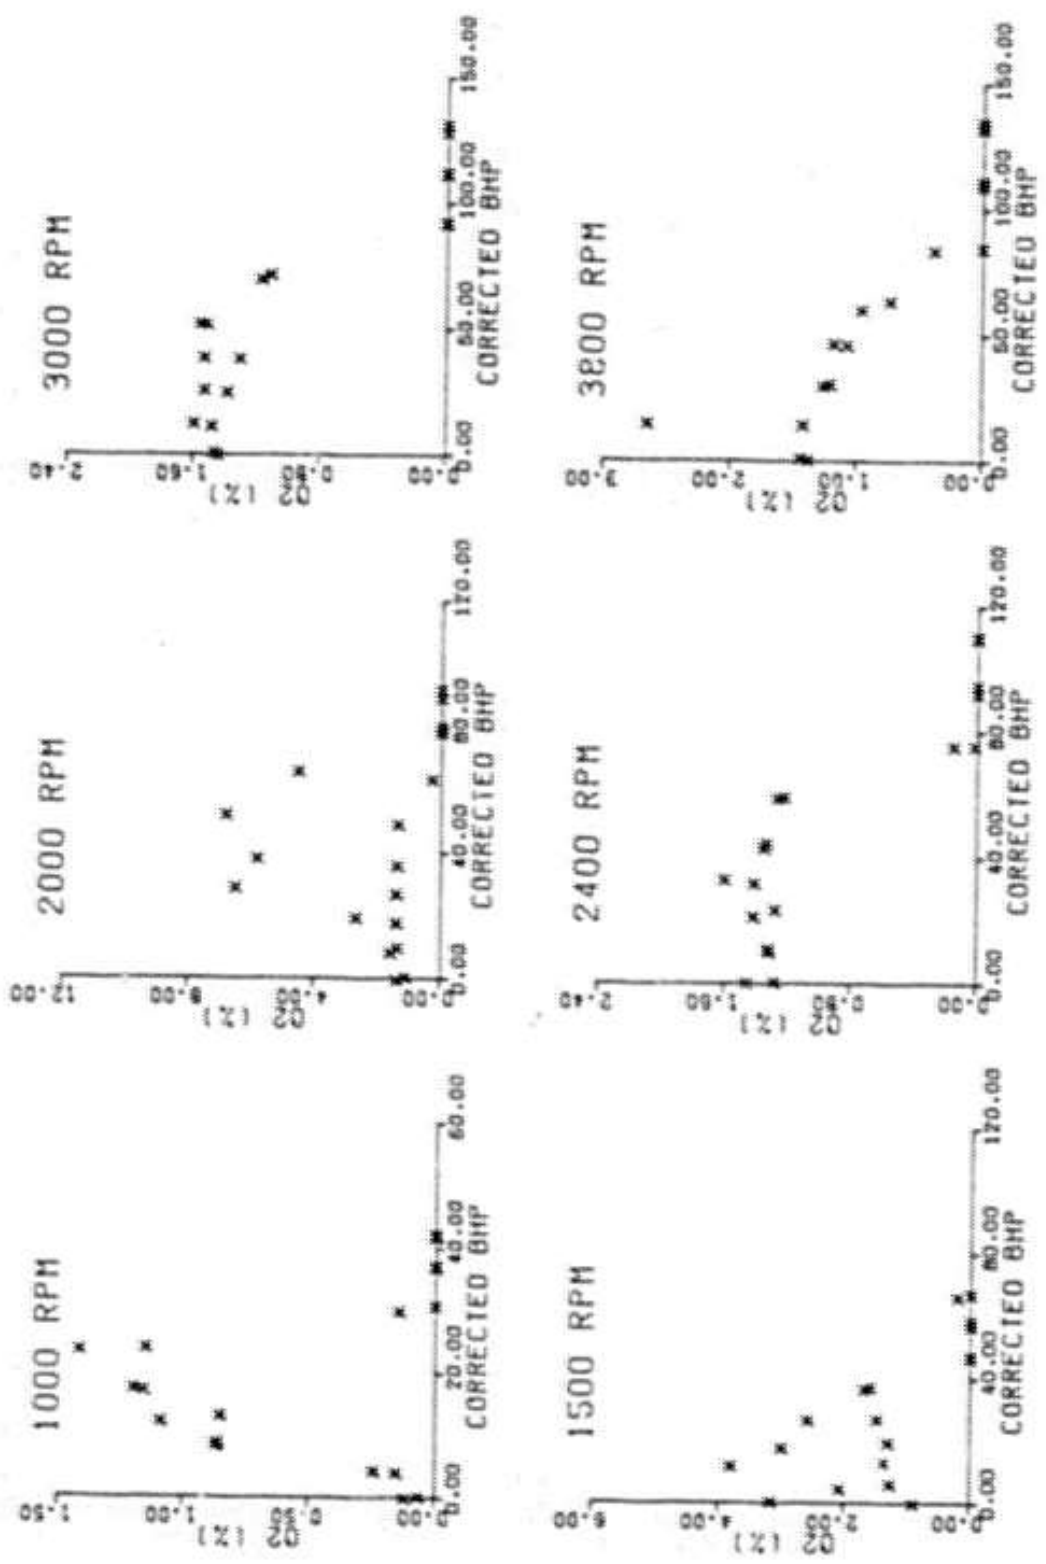 1000 RPM
1.50
1.00
0.50
0.00
O2 (%)
0.00 20.00 40.00 60.00
CORRECTED BHP
2000 RPM
12.00
8.00
4.00
0.00
O2 (%)
0.00 40.00 80.00 120.00
CORRECTED BHP
3000 RPM
2.40
1.60
0.80
0.00
O2 (%)
0.00 50.00 100.00 150.00
CORRECTED BHP
1500 RPM
6.00
4.00
2.00
0.00
O2 (%)
0.00 40.00 80.00 120.00
CORRECTED BHP
2400 RPM
2.40
1.60
0.80
0.00
O2 (%)
0.00 40.00 80.00 120.00
CORRECTED BHP
3800 RPM
3.00
2.00
1.00
0.00
O2 (%)
0.00 50.00 100.00 150.00
CORRECTED BHP